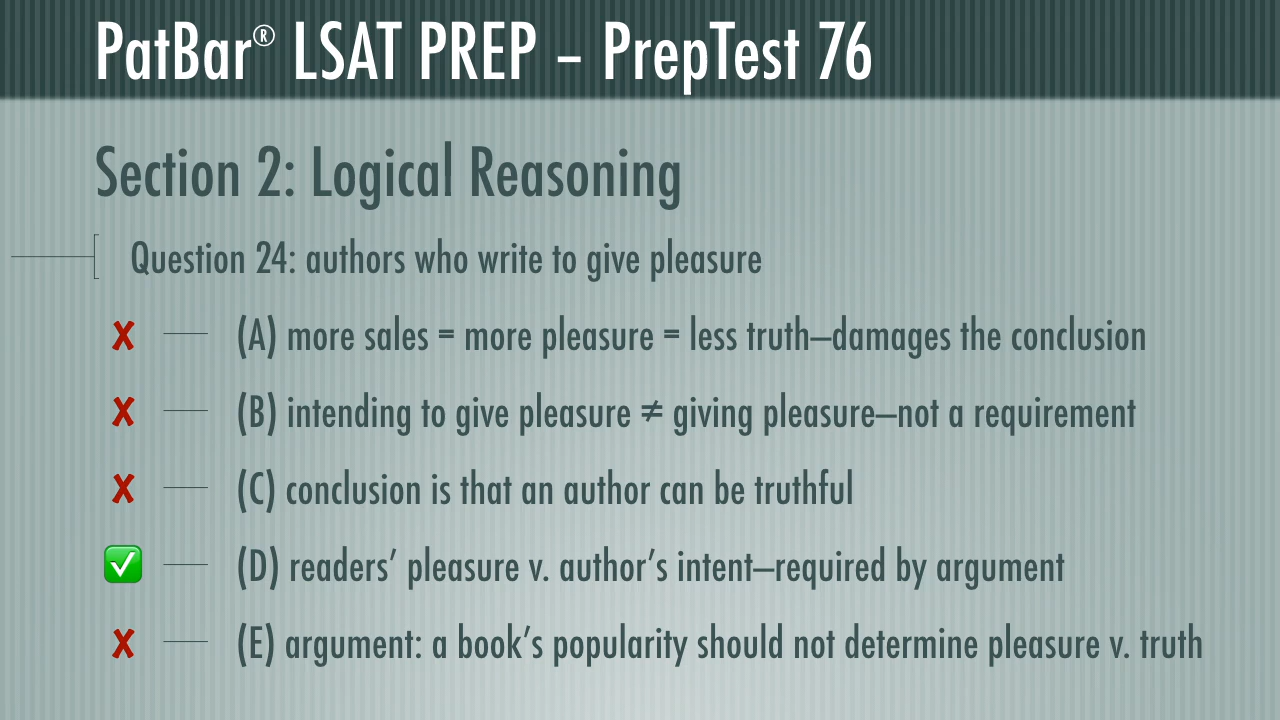 PatBar® LSAT PREP – PrepTest 76
Section 2: Logical Reasoning
Question 24: authors who write to give pleasure
✘ (A) more sales = more pleasure = less truth—damages the conclusion
✘ (B) intending to give pleasure ≠ giving pleasure—not a requirement
✘ (C) conclusion is that an author can be truthful
✅ (D) readers’ pleasure v. author’s intent—required by argument
✘ (E) argument: a book’s popularity should not determine pleasure v. truth